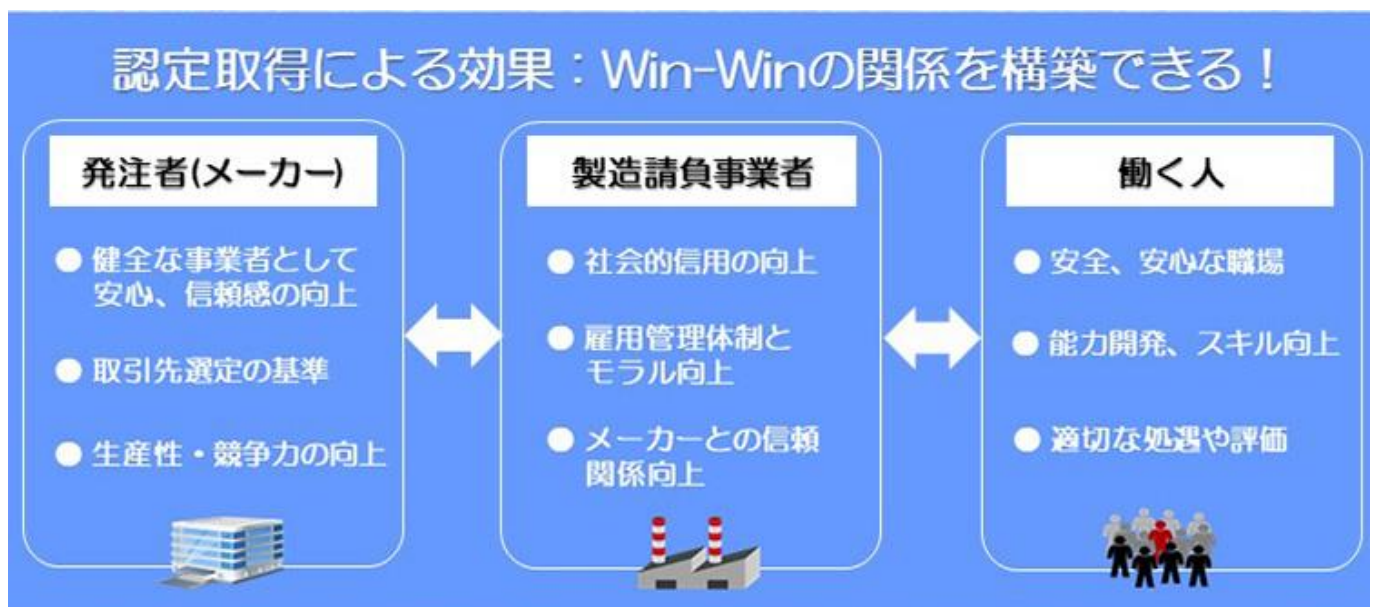 認定取得による効果：Win-Winの関係を構築できる！
発注者(メーカー)
● 健全な事業者として
安心、信頼感の向上
● 取引先選定の基準
● 生産性・競争力の向上
製造請負事業者
● 社会的信用の向上
● 雇用管理体制と
モラル向上
● メーカーとの信頼
関係向上
働く人
● 安全、安心な職場
● 能力開発、スキル向上
● 適切な処遇や評価